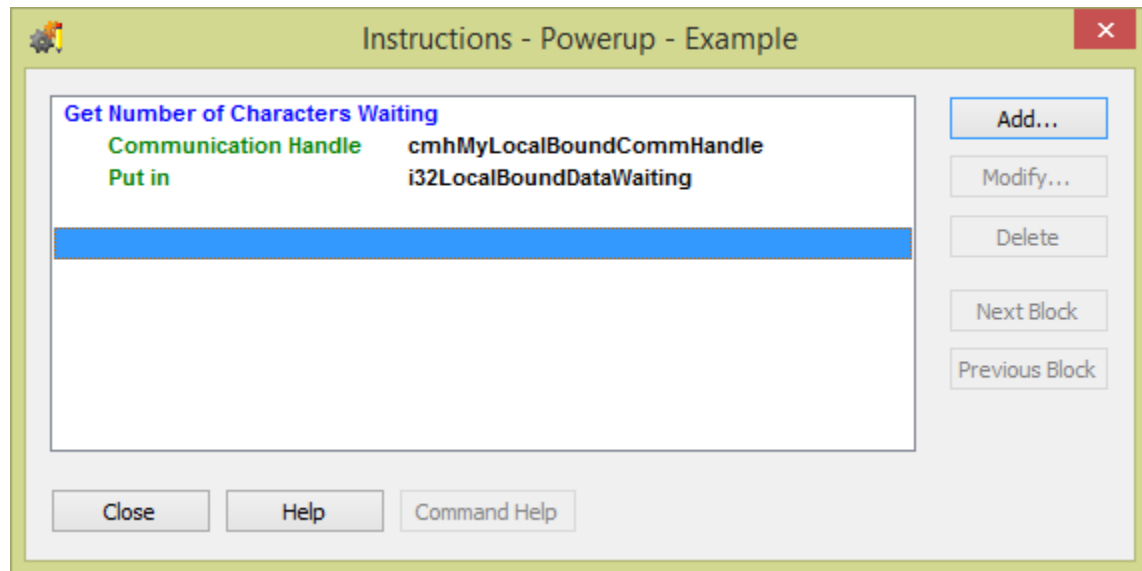 Instructions - Powerup - Example
Get Number of Characters Waiting
Communication Handle cmhMyLocalBoundCommHandle
Put in i32LocalBoundDataWaiting
Add...
Modify...
Delete
Next Block
Previous Block
Close Help Command Help